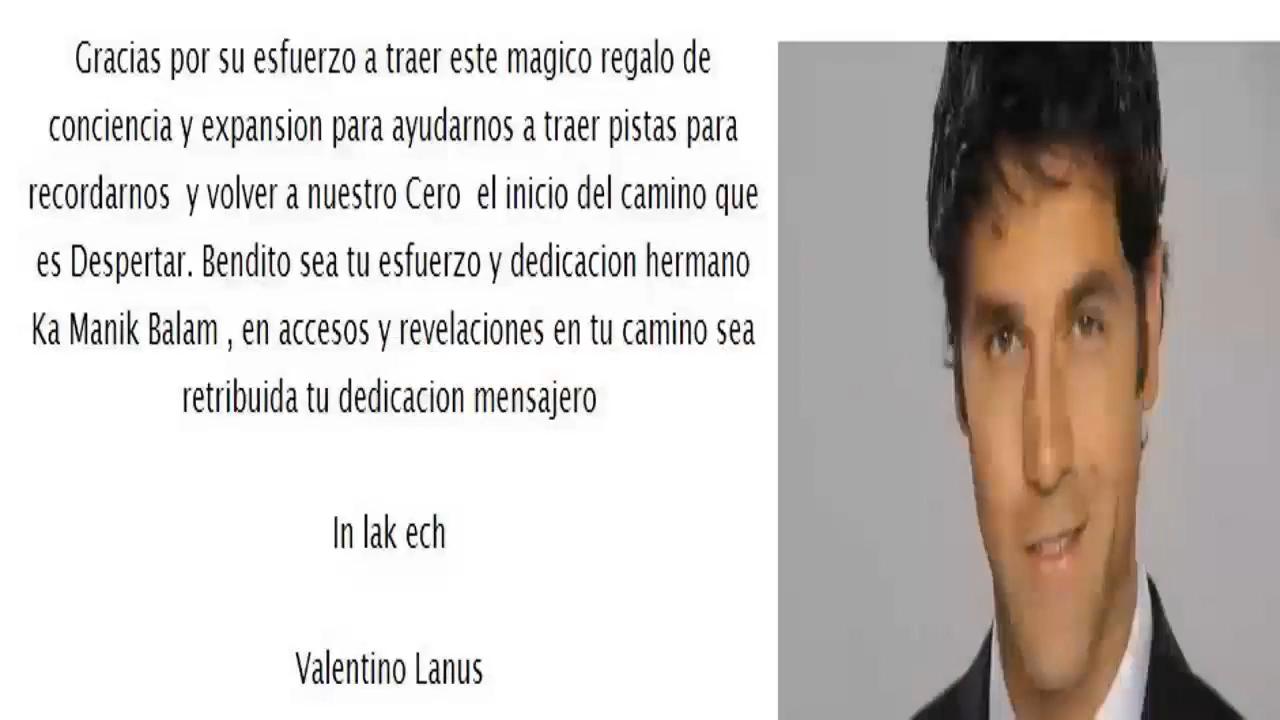 Gracias por su esfuerzo a traer este magico regalo de
conciencia y expansion para ayudarnos a traer pistas para
recordarnos y volver a nuestro Cero el inicio del camino que
es Despertar. Bendito sea tu esfuerzo y dedicacion hermano
Ka Manik Balam , en accesos y revelaciones en tu camino sea
retribuida tu dedicacion mensajero
In lak ech
Valentino Lanus